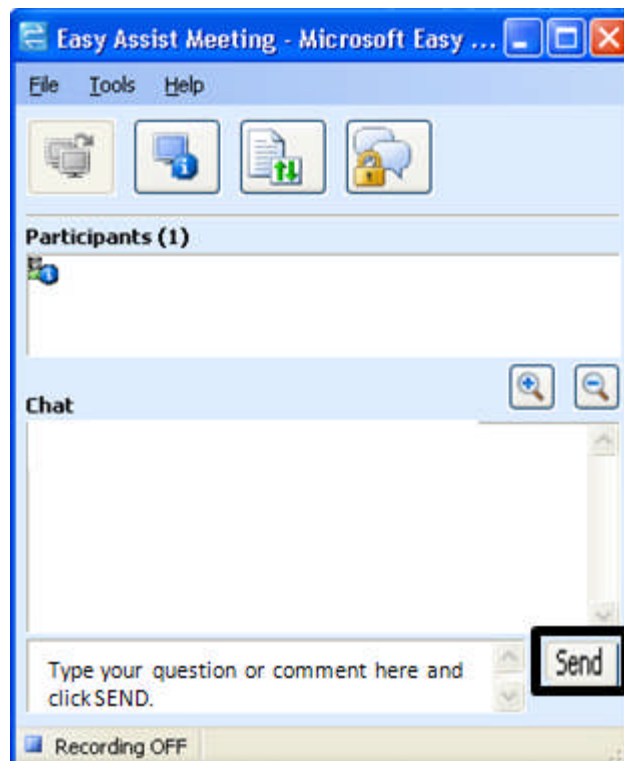 Easy Assist Meeting - Microsoft Easy ...
File Tools Help
Participants (1)
Chat
Type your question or comment here and
click SEND.
Send
Recording OFF